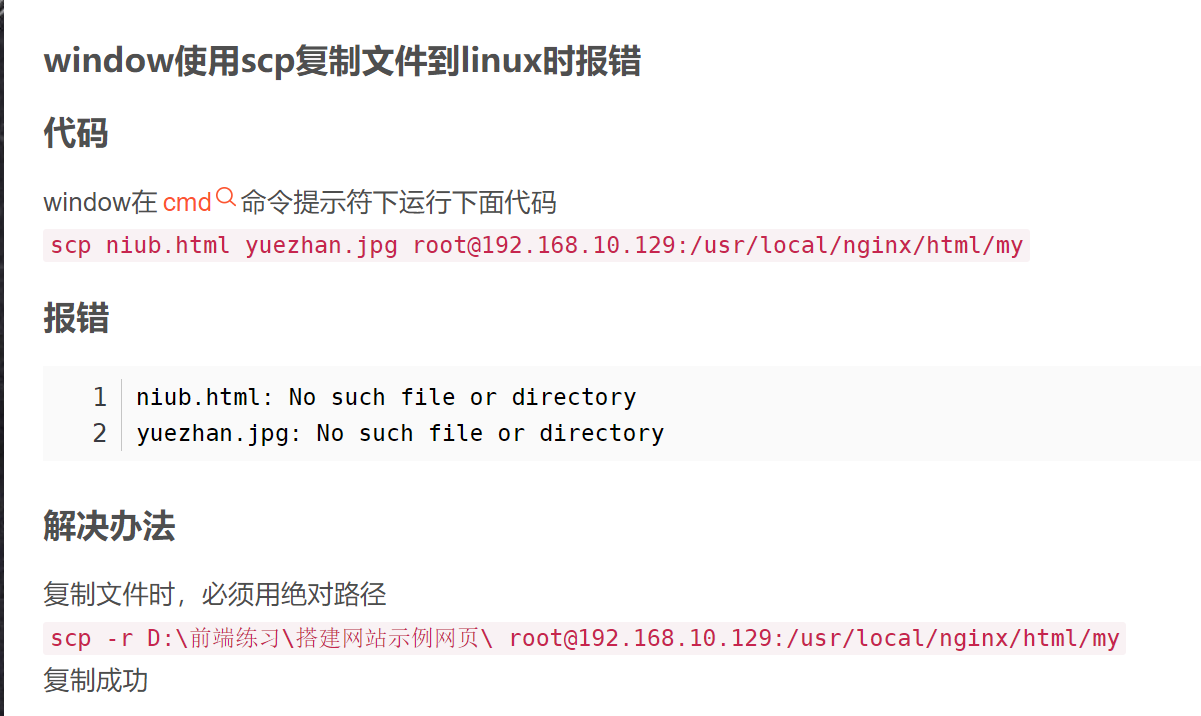 window使用scp复制文件到linux时报错
代码
window在 cmd 命令提示符下运行下面代码
scp niub.html yuezhan.jpg root@192.168.10.129:/usr/local/nginx/html/my
报错
1 niub.html: No such file or directory
2 yuezhan.jpg: No such file or directory
解决办法
复制文件时，必须用绝对路径
scp -r D:\前端练习\搭建网站示例网页\ root@192.168.10.129:/usr/local/nginx/html/my
复制成功